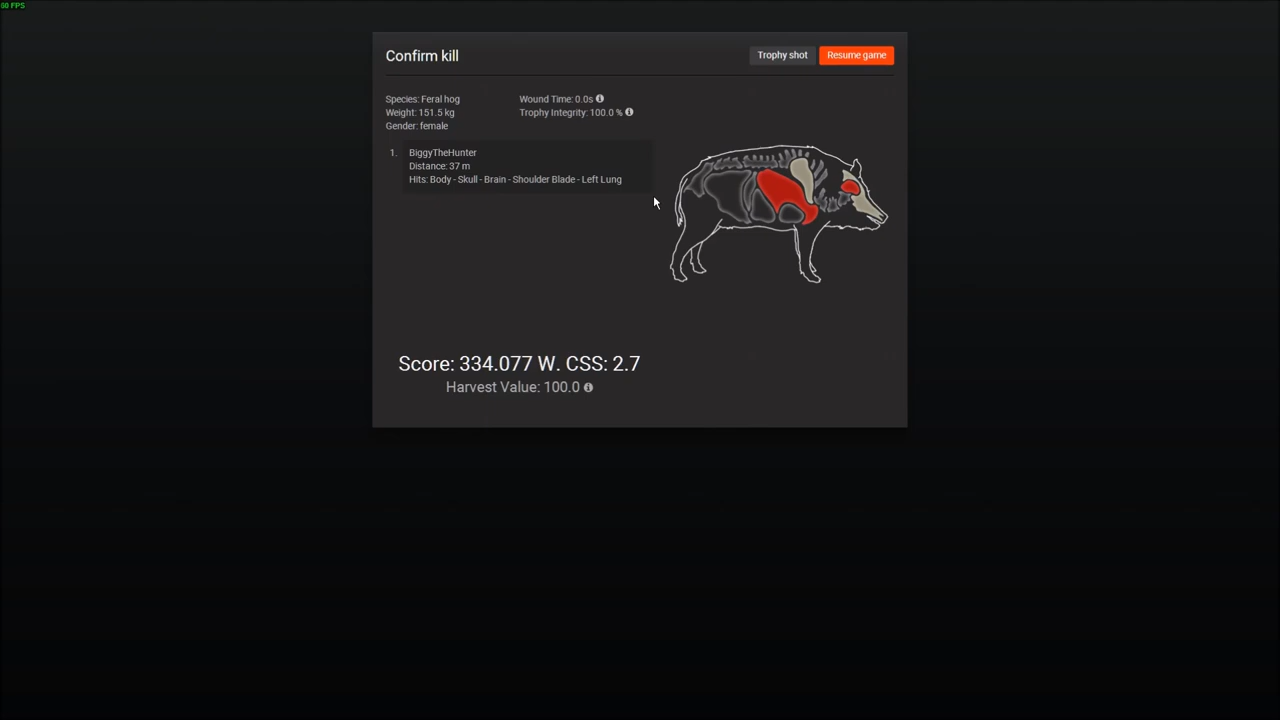 60 FPS
Confirm kill
Trophy shot
Resume game
Species: Feral hog
Weight: 151.5 kg
Gender: female
Wound Time: 0.0s
Trophy Integrity: 100.0 %
1.
BiggyTheHunter
Distance: 37 m
Hits: Body - Skull - Brain - Shoulder Blade - Left Lung
Score: 334.077 W. CSS: 2.7
Harvest Value: 100.0